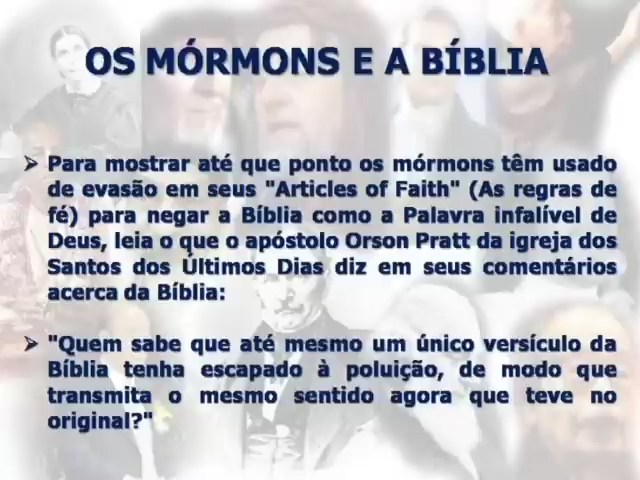 OS MÓRMONS E A BÍBLIA
Para mostrar até que ponto os mórmons têm usado
de evasão em seus "Articles of Faith" (As regras de
fé) para negar a Bíblia como a Palavra infalível de
Deus, leia o que o apóstolo Orson Pratt da igreja dos
Santos dos Últimos Dias diz em seus comentários
acerca da Bíblia:
"Quem sabe que até mesmo um único versículo da
Bíblia tenha escapado à poluição, de modo que
transmita o mesmo sentido agora que teve no
original?"